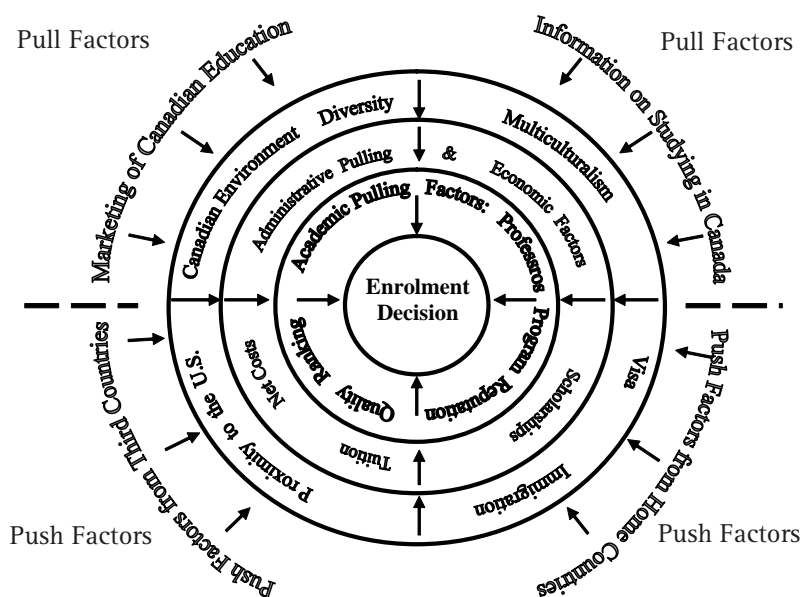 Pull Factors
Pull Factors
Marketing of Canadian Education
Information on Studying in Canada
Canadian Environment Diversity Multiculturalism
Administrative Pulling & Economic Factors
Academic Pulling Factors: Professros
Enrolment
Decision
Quality Ranking
Program Reputation
Net Costs
Tuition
Scholarships
Proximity to the U.S.
Immigration
Visa
Push Factors from Third Countries
Push Factors from Home Countries
Push Factors
Push Factors